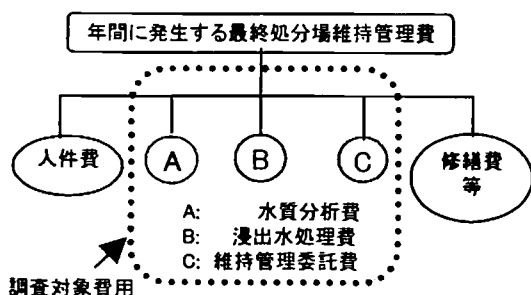 年間に発生する最終処分場維持管理費
人件費
A
B
C
修繕費
等
A: 水質分析費
B: 浸出水処理費
C: 維持管理委託費
調査対象費用